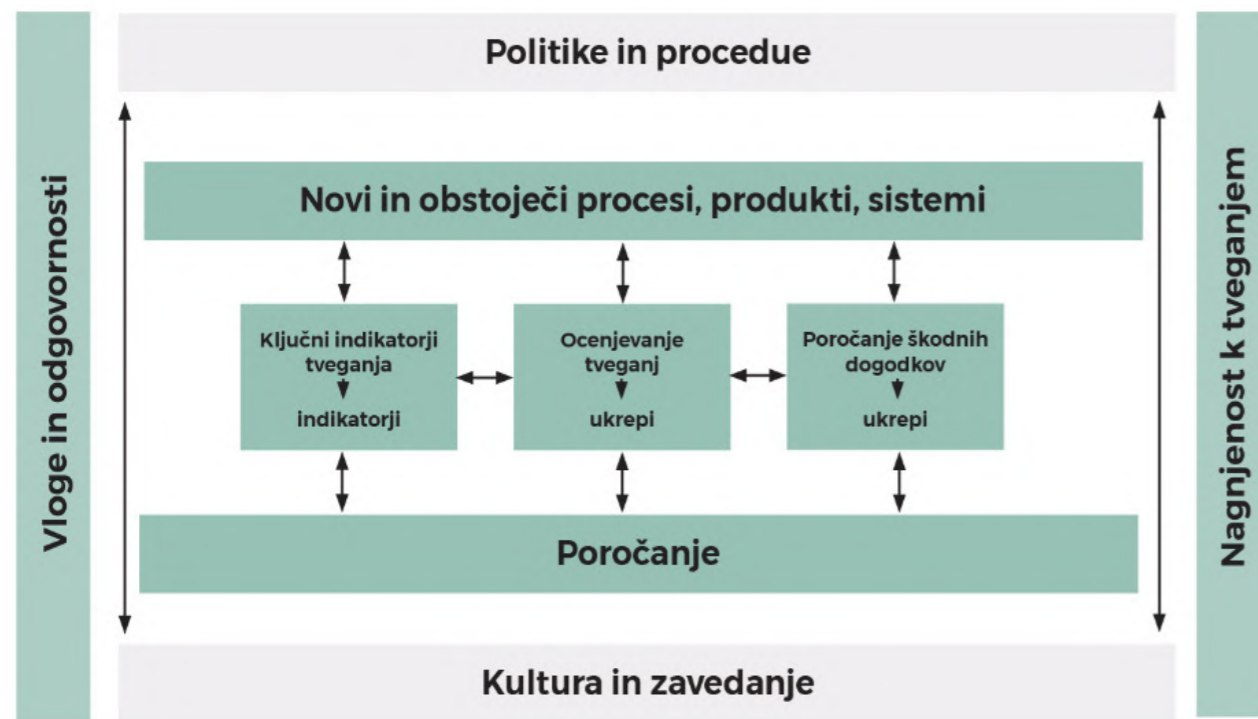 Politike in procedue
Vloge in odgovornosti
Novi in obstoječi procesi, produkti, sistemi
Ključni indikatorji
tveganja
indikatorji
Ocenjevanje
tveganj
ukrepi
Poročanje škodnih
dogodkov
ukrepi
Poročanje
Kultura in zavedanje
Nagnjenost k tveganjem